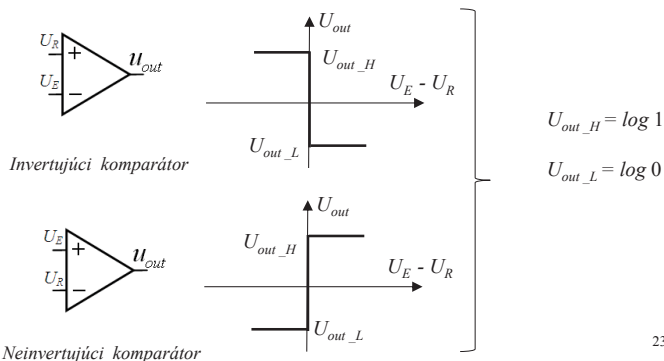 U_out
U_R
+
u_out
U_out_H
U_E
−
U_E - U_R
U_out_H = log 1
U_out_L
Invertujúci komparátor
U_out_L = log 0
U_out
U_E
+
u_out
U_out_H
U_R
−
U_E - U_R
U_out_L
23
Neinvertujúci komparátor